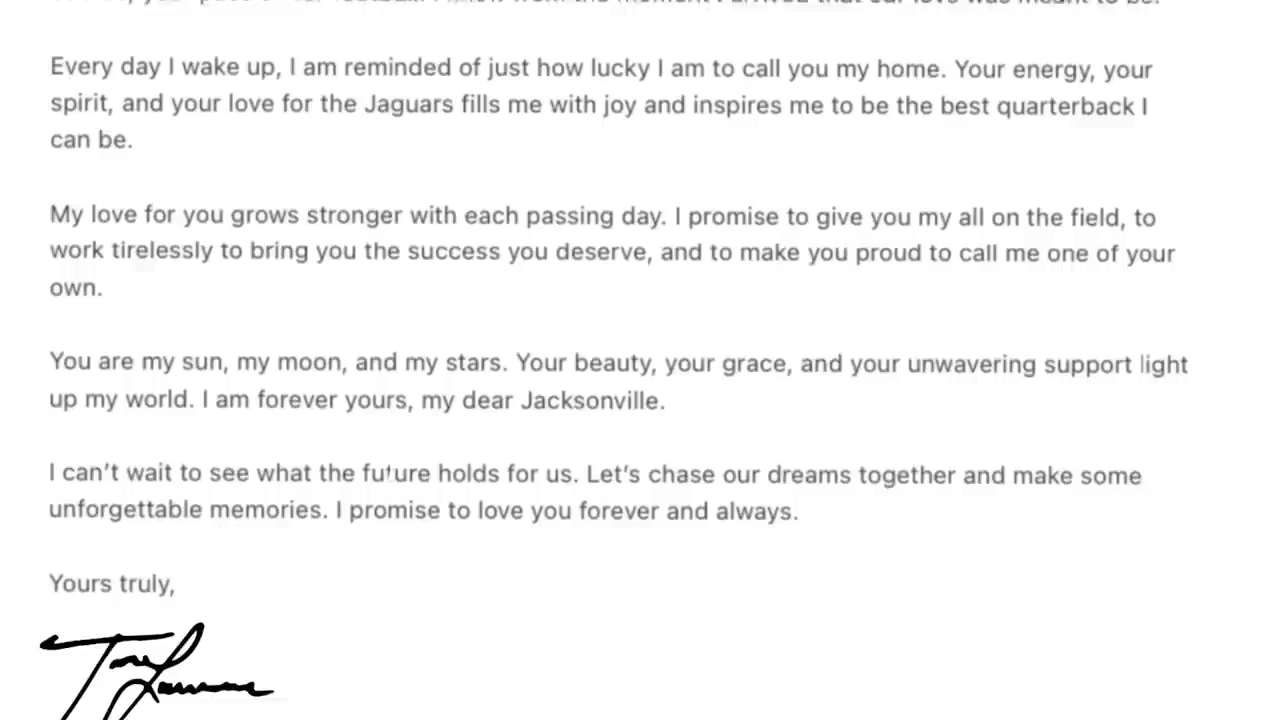 Every day I wake up, I am reminded of just how lucky I am to call you my home. Your energy, your
spirit, and your love for the Jaguars fills me with joy and inspires me to be the best quarterback I
can be.
My love for you grows stronger with each passing day. I promise to give you my all on the field, to
work tirelessly to bring you the success you deserve, and to make you proud to call me one of your
own.
You are my sun, my moon, and my stars. Your beauty, your grace, and your unwavering support light
up my world. I am forever yours, my dear Jacksonville.
I can't wait to see what the future holds for us. Let's chase our dreams together and make some
unforgettable memories. I promise to love you forever and always.
Yours truly,